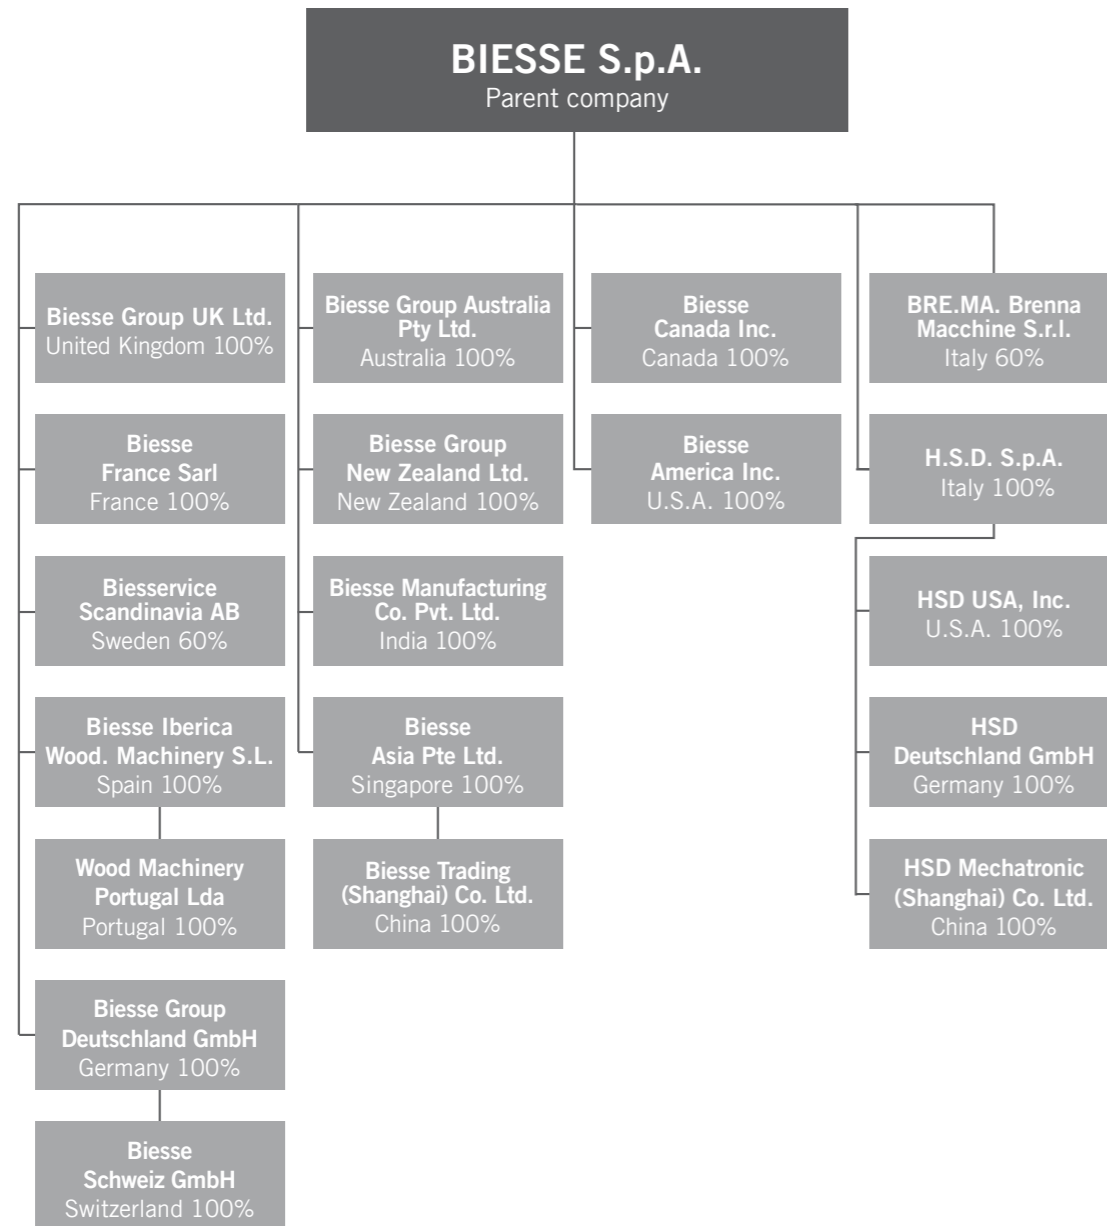 BIESSE S.p.A.
Parent company
Biesse Group UK Ltd.
United Kingdom 100%
Biesse
France Sarl
France 100%
Biesservice
Scandinavia AB
Sweden 60%
Biesse Iberica
Wood. Machinery S.L.
Spain 100%
Wood Machinery
Portugal Lda
Portugal 100%
Biesse Group
Deutschland GmbH
Germany 100%
Biesse
Schweiz GmbH
Switzerland 100%
Biesse Group Australia
Pty Ltd.
Australia 100%
Biesse Group
New Zealand Ltd.
New Zealand 100%
Biesse Manufacturing
Co. Pvt. Ltd.
India 100%
Biesse
Asia Pte Ltd.
Singapore 100%
Biesse Trading
(Shanghai) Co. Ltd.
China 100%
Biesse
Canada Inc.
Canada 100%
Biesse
America Inc.
U.S.A. 100%
BRE.MA. Brenna
Macchine S.r.l.
Italy 60%
H.S.D. S.p.A.
Italy 100%
HSD USA, Inc.
U.S.A. 100%
HSD
Deutschland GmbH
Germany 100%
HSD Mechatronic
(Shanghai) Co. Ltd.
China 100%